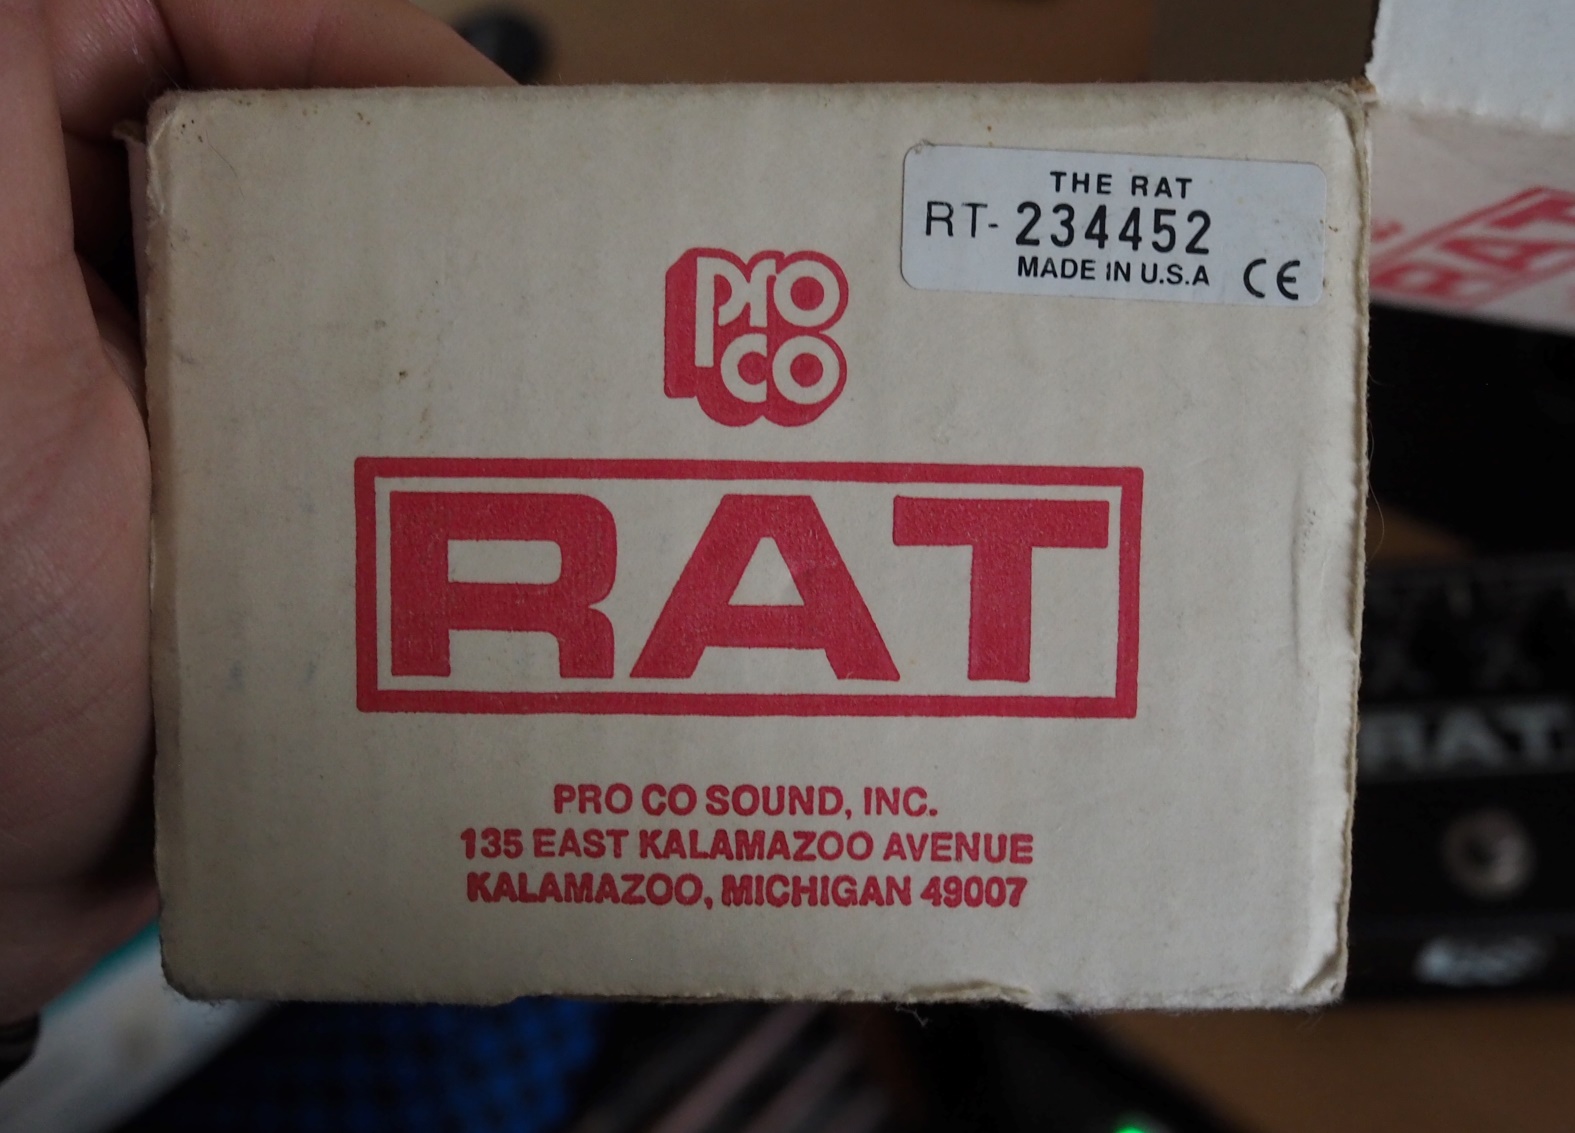 THE RAT
RT-234452
MADE IN U.S.A CE
pro
co
RAT
PRO CO SOUND, INC.
135 EAST KALAMAZOO AVENUE
KALAMAZOO, MICHIGAN 49007
RAT